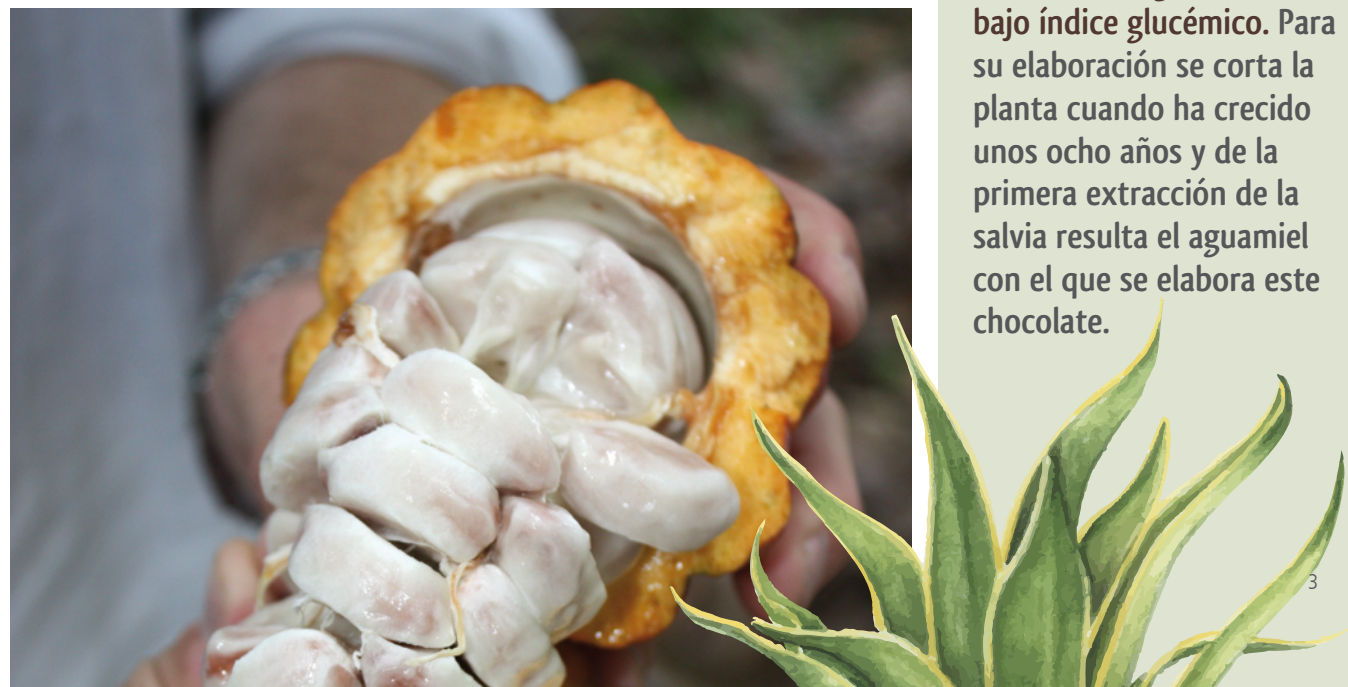 bajo índice glucémico. Para
su elaboración se corta la
planta cuando ha crecido
unos ocho años y de la
primera extracción de la
salvia resulta el aguamiel
con el que se elabora este
chocolate.
3